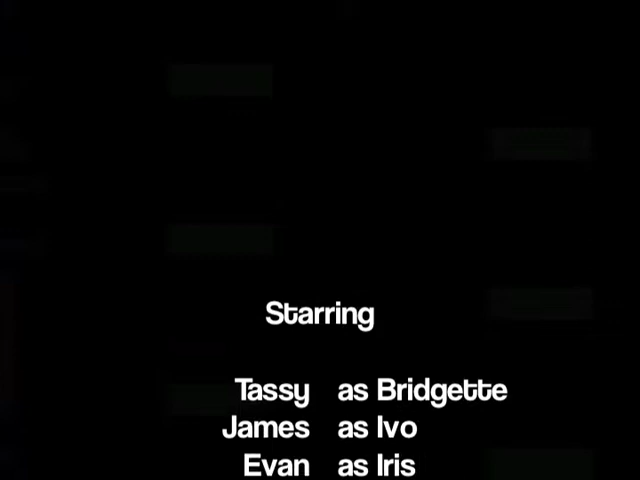 Starring
Tassy as Bridgette
James as Ivo
Evan as Iris